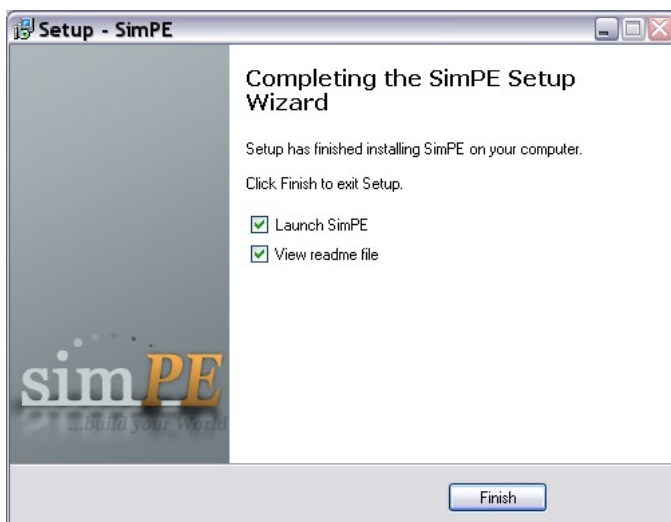 Setup - SimPE
Completing the SimPE Setup
Wizard
Setup has finished installing SimPE on your computer.
Click Finish to exit Setup.
Launch SimPE
View readme file
simPE
...build your World
Finish